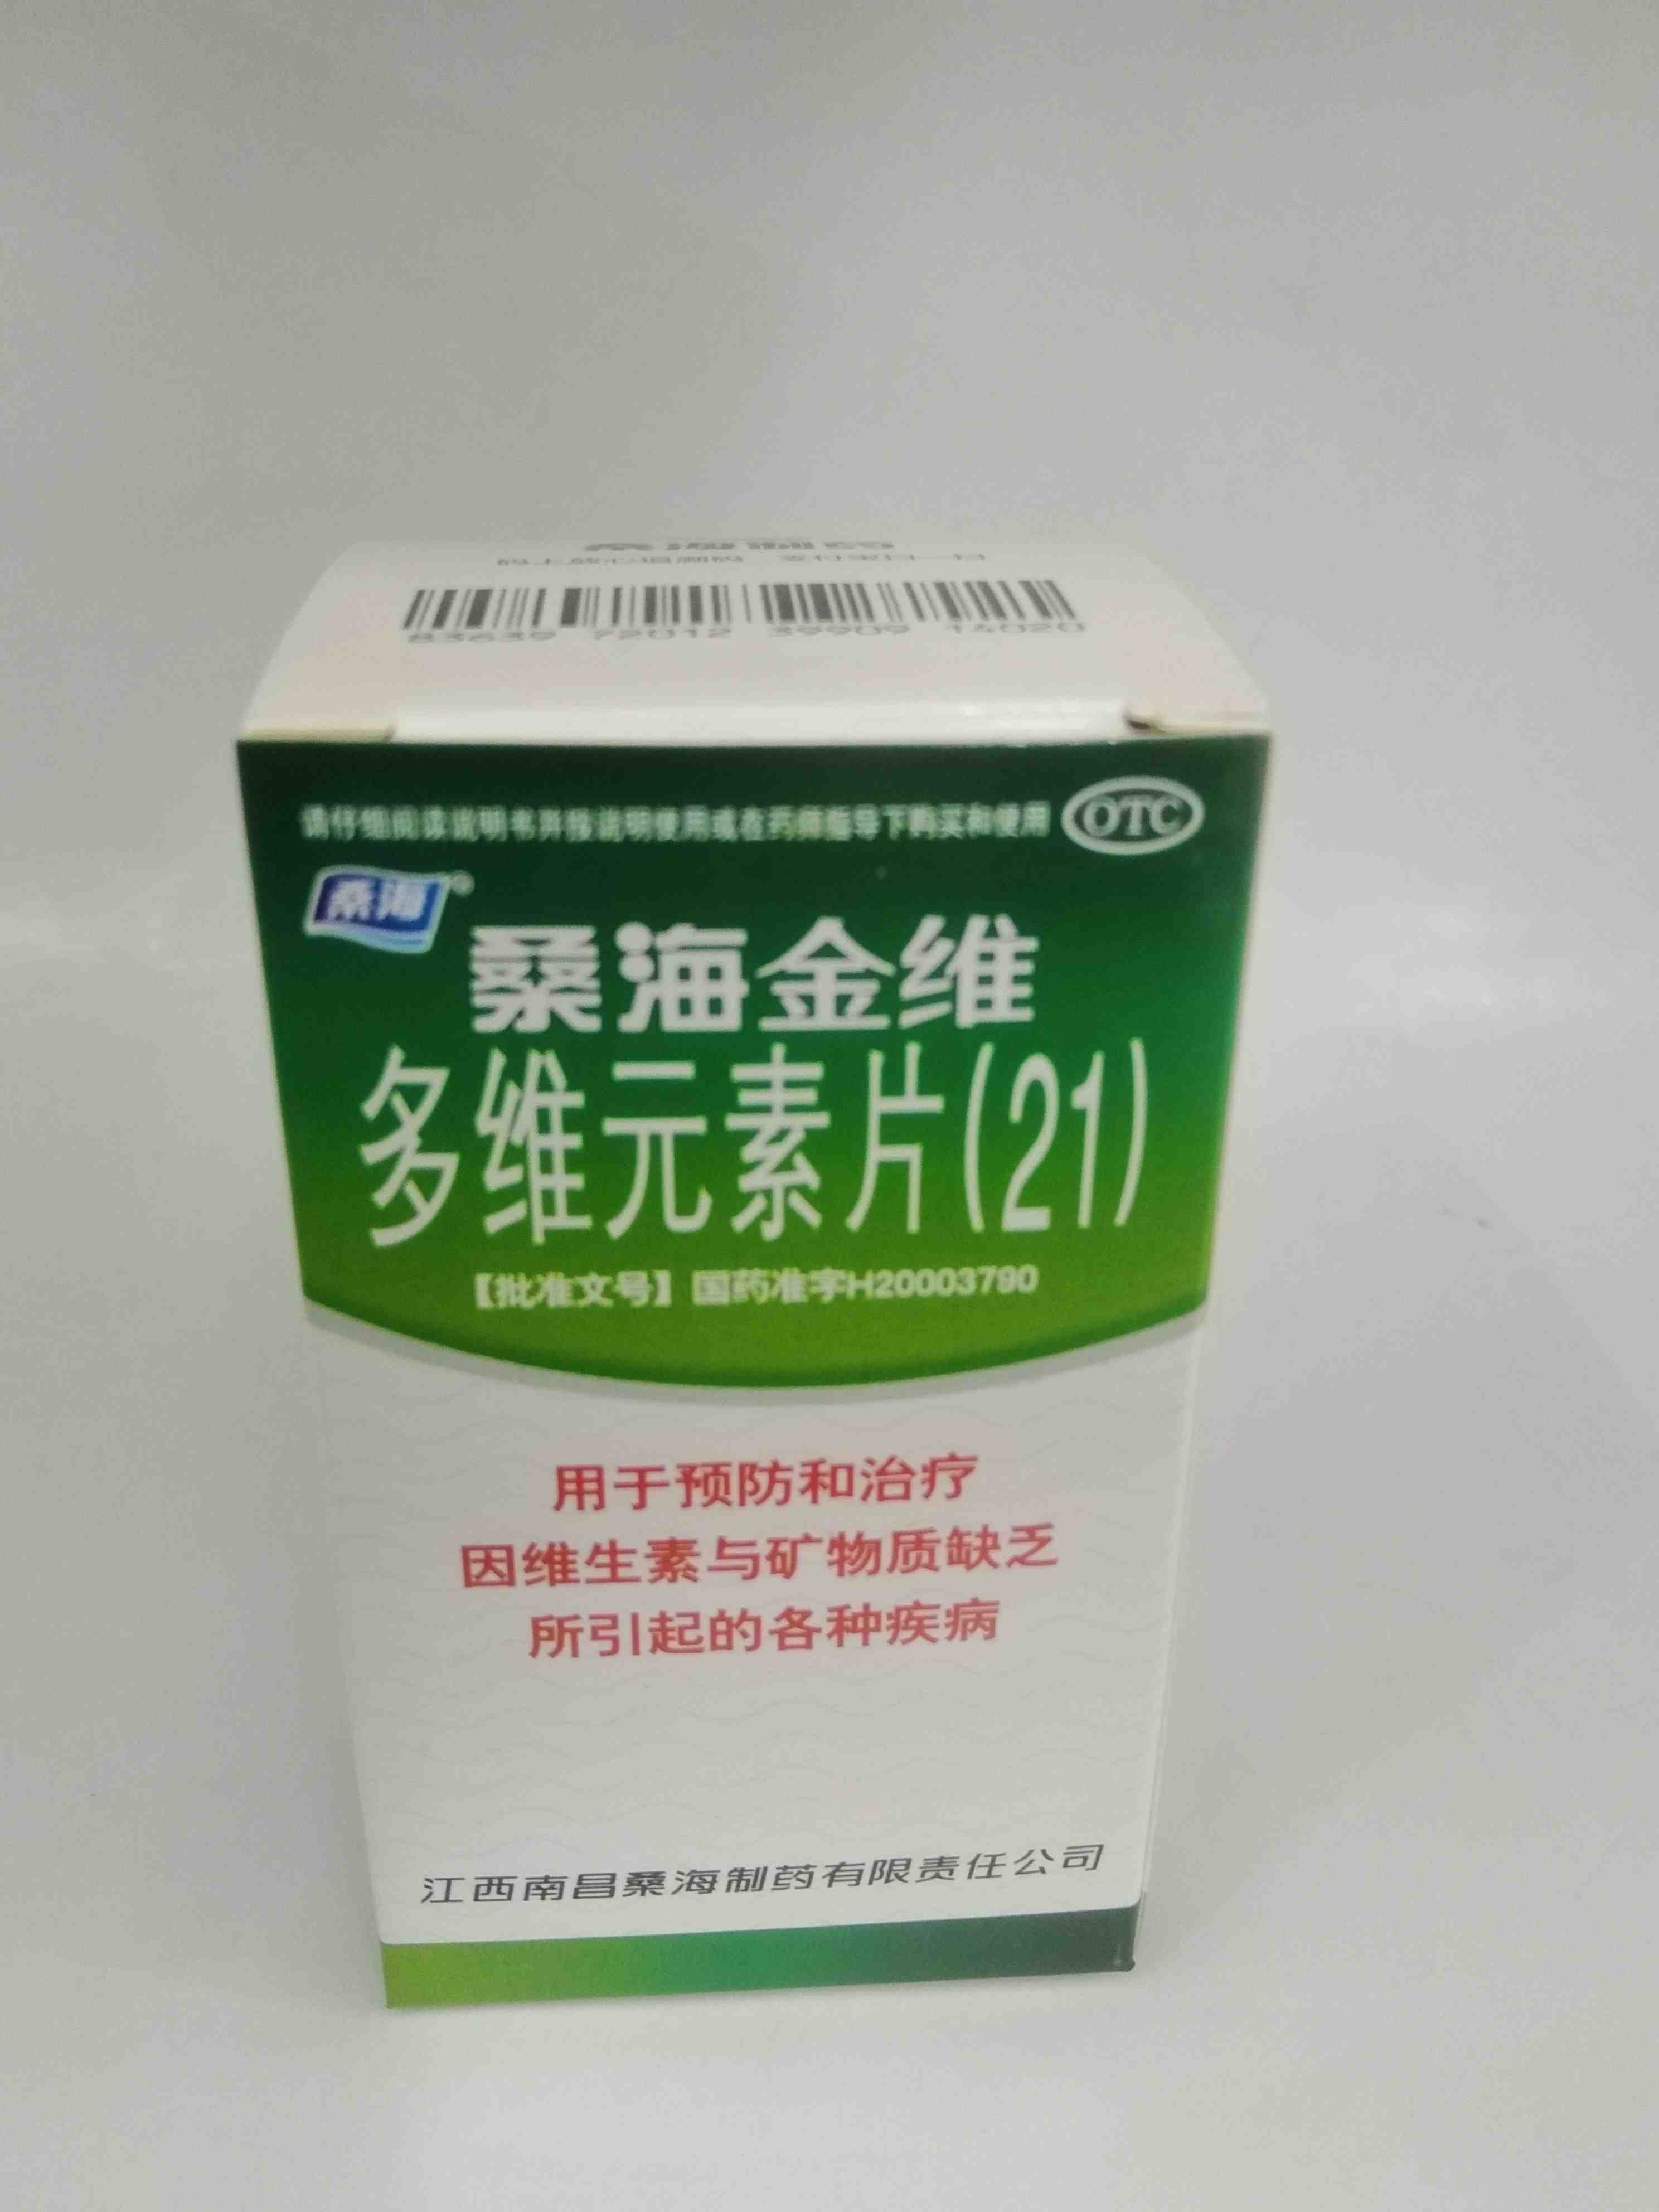 83639 72012 39909 14020
请仔细阅读说明书并按说明使用或在药师指导下购买和使用
OTC
桑海®
桑海金维
多维元素片(21)
【批准文号】国药准字H20003790
用于预防和治疗
因维生素与矿物质缺乏
所引起的各种疾病
江西南昌桑海制药有限责任公司